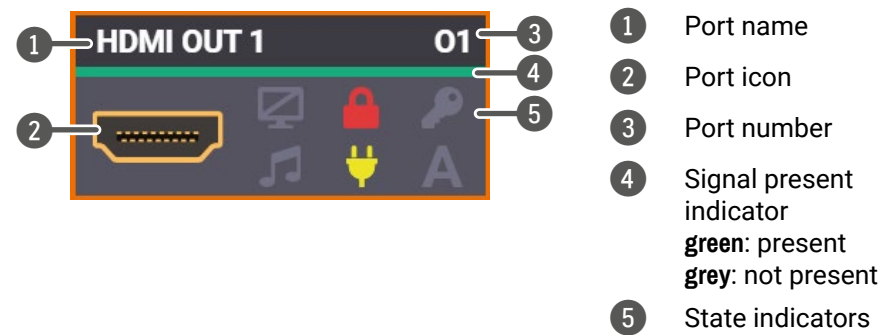 HDMI OUT 1 O1
1
2
3
4
5
A
1 Port name
2 Port icon
3 Port number
4 Signal present
indicator
green: present
grey: not present
5 State indicators